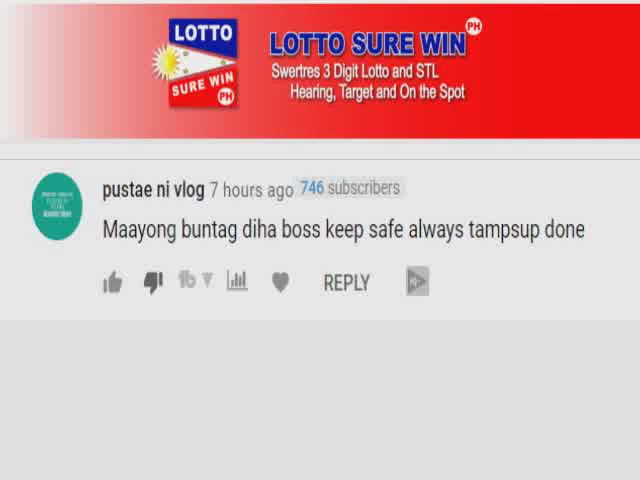 LOTTO
SURE WIN
PH
LOTTO SURE WIN PH
Swertres 3 Digit Lotto and STL
Hearing, Target and On the Spot
pustae ni vlog 7 hours ago 746 subscribers
Maayong buntag diha boss keep safe always tampsup done
REPLY